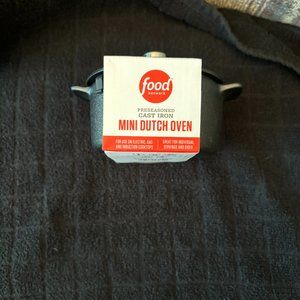 food
network
PRESEASONED
CAST IRON
MINI DUTCH OVEN
FOR USE ON ELECTRIC, GAS
AND INDUCTION COOKTOPS
GREAT FOR INDIVIDUAL
SERVINGS AND SIDES